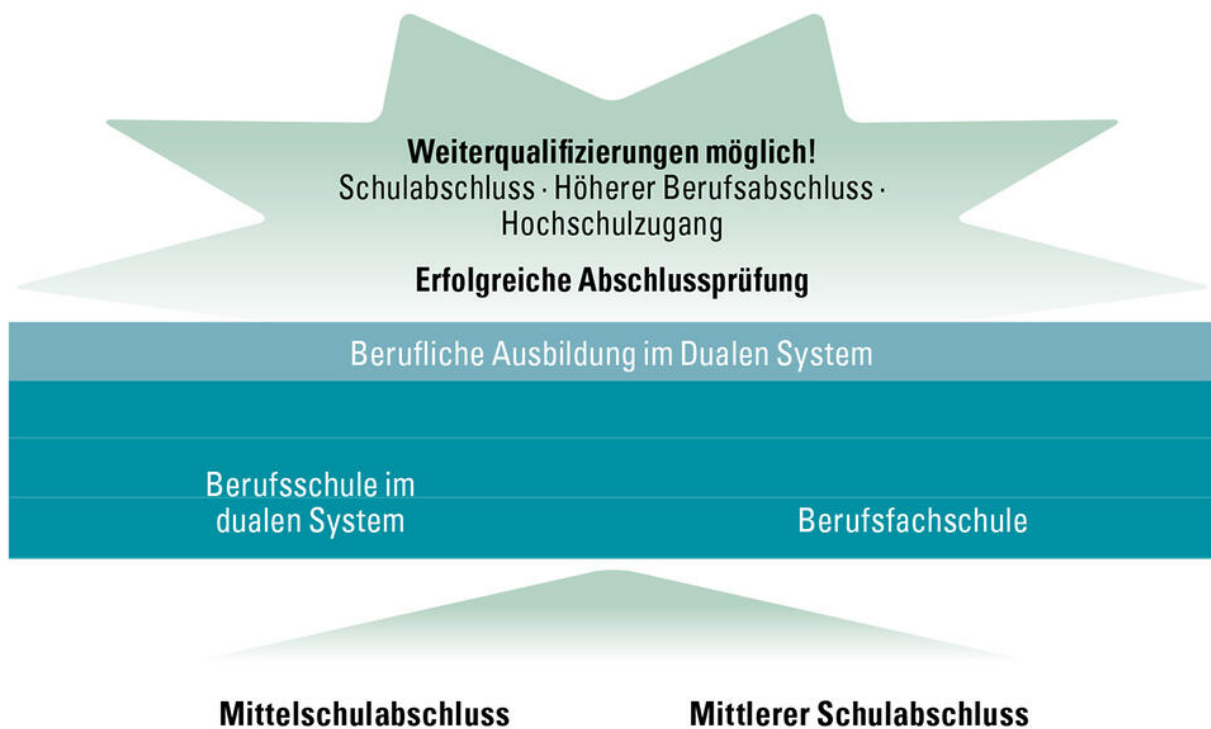 Weiterqualifizierungen möglich!
Schulabschluss · Höherer Berufsabschluss ·
Hochschulzugang
Erfolgreiche Abschlussprüfung
Berufliche Ausbildung im Dualen System
Berufsschule im
dualen System
Berufsfachschule
Mittelschulabschluss
Mittlerer Schulabschluss